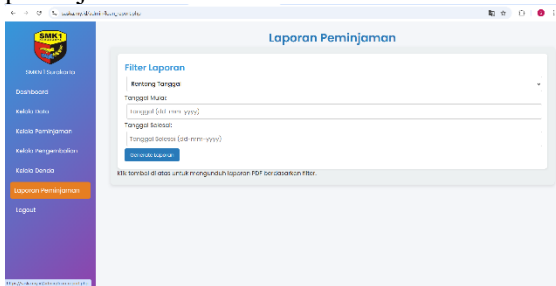 SMK1
Laporan Peminjaman
SMKN 1 Surakarta
Filter Laporan
Dashboard
Rentang Tanggal
Tanggal Mulai:
Kelola Data
Tanggal (dd-mm-yyyy)
Tanggal Selesai:
Kelola Peminjaman
Tanggal Selesai (dd-mm-yyyy)
Kelola Pengembalian
Generate Laporan
Kelola Denda
Klik tombol di atas untuk mengunduh laporan PDF berdasarkan filter.
Laporan Peminjaman
Logout